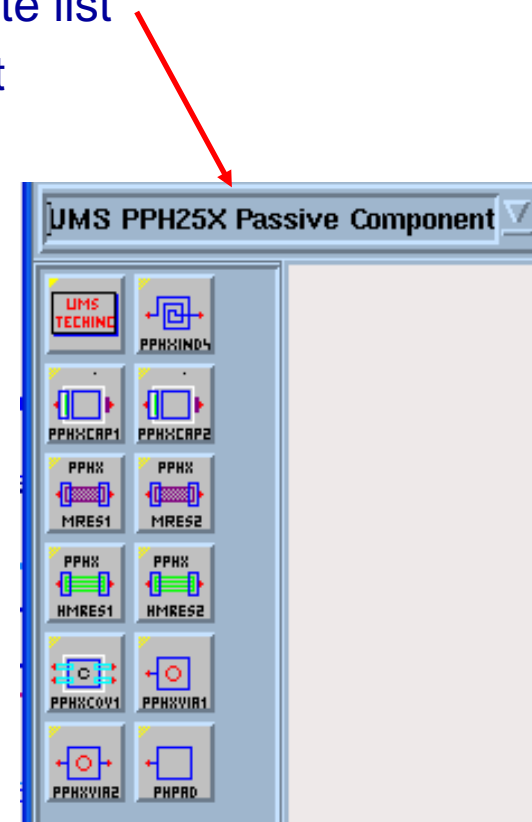 te list
t
UMS PPH25X Passive Component
UMS
TECHINC
PPHXIND4
PPHXCAP1 PPHXCAP2
PPHX PPHX
MRES1 MRES2
PPHX PPHX
HMRES1 HMRES2
C
PPHXCOV1 PPHXVIA1
PPHXVIA2 PHPAD